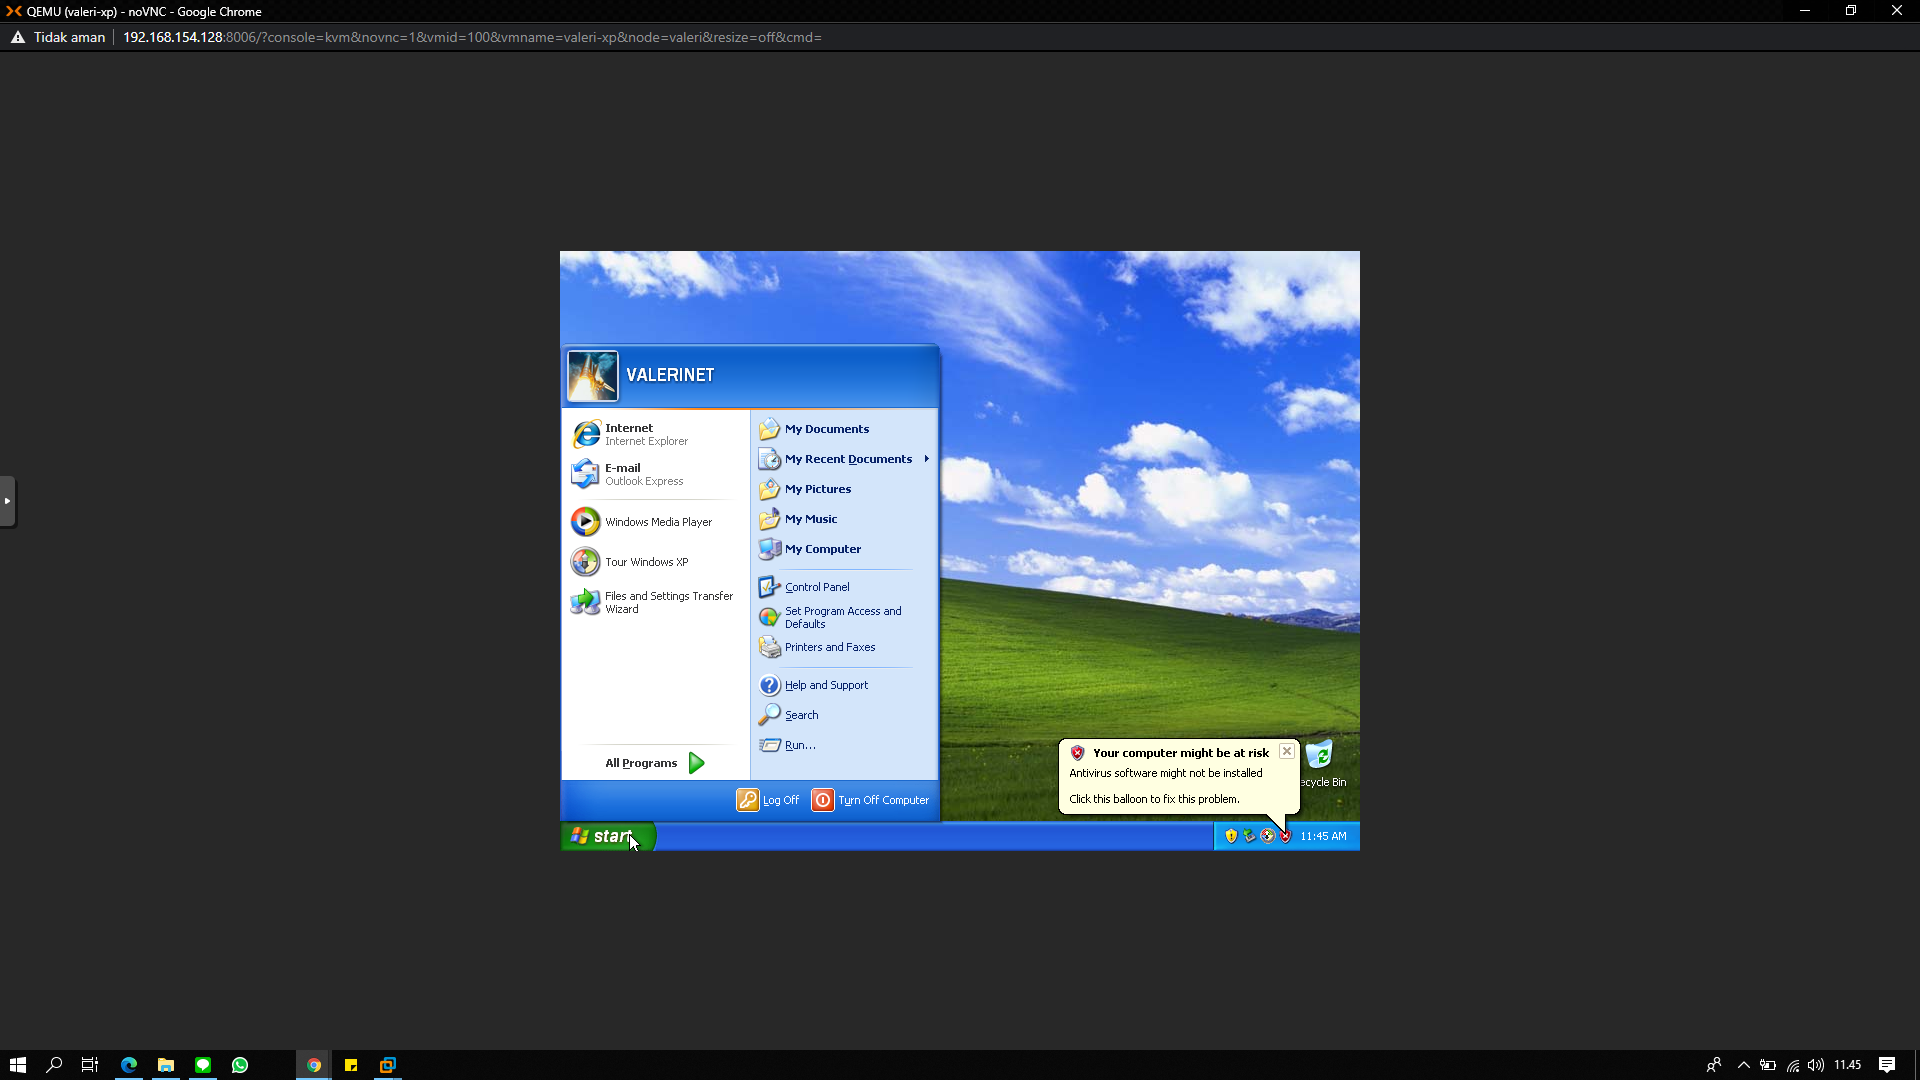 QEMU (valeri-xp) - noVNC - Google Chrome
Tidak aman
192.168.154.128:8006/?console=kvm&novnc=1&vmid=100&vmname=valeri-xp&node=valeri&resize=off&cmd=
VALERINET
Internet
Internet Explorer
E-mail
Outlook Express
Windows Media Player
Tour Windows XP
Files and Settings Transfer
Wizard
All Programs
My Documents
My Recent Documents
My Pictures
My Music
My Computer
Control Panel
Set Program Access and
Defaults
Printers and Faxes
Help and Support
Search
Run...
Log Off
Turn Off Computer
Your computer might be at risk
Antivirus software might not be installed
Click this balloon to fix this problem.
ecycle Bin
start
11:45 AM
11.45